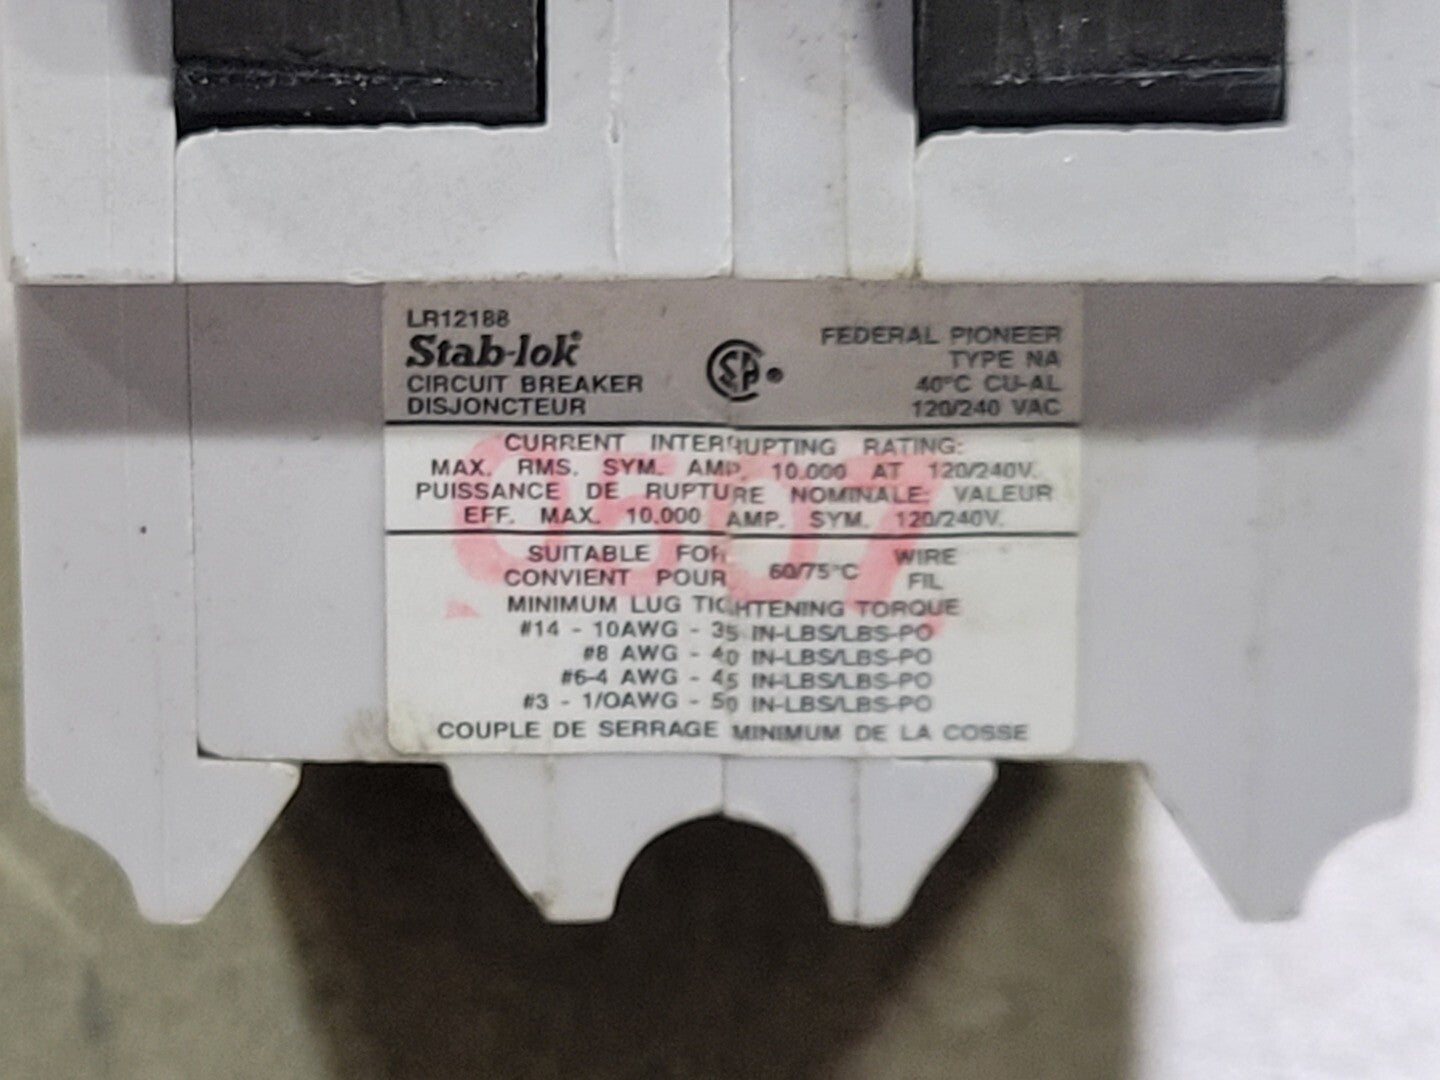 LR12188
Stab-lok®
CIRCUIT BREAKER
DISJONCTEUR
CSA®
FEDERAL PIONEER
TYPE NA
40°C CU-AL
120/240 VAC
CURRENT INTERRUPTING RATING:
MAX. RMS. SYM. AMP. 10.000 AT 120/240V.
PUISSANCE DE RUPTURE NOMINALE: VALEUR
EFF. MAX. 10.000 AMP. SYM. 120/240V.
0507
SUITABLE FOR 60/75°C WIRE
CONVIENT POUR FIL
MINIMUM LUG TIGHTENING TORQUE
#14 - 10AWG - 35 IN-LBS/LBS-PO
#8 AWG - 40 IN-LBS/LBS-PO
#6-4 AWG - 45 IN-LBS/LBS-PO
#3 - 1/0AWG - 50 IN-LBS/LBS-PO
COUPLE DE SERRAGE MINIMUM DE LA COSSE